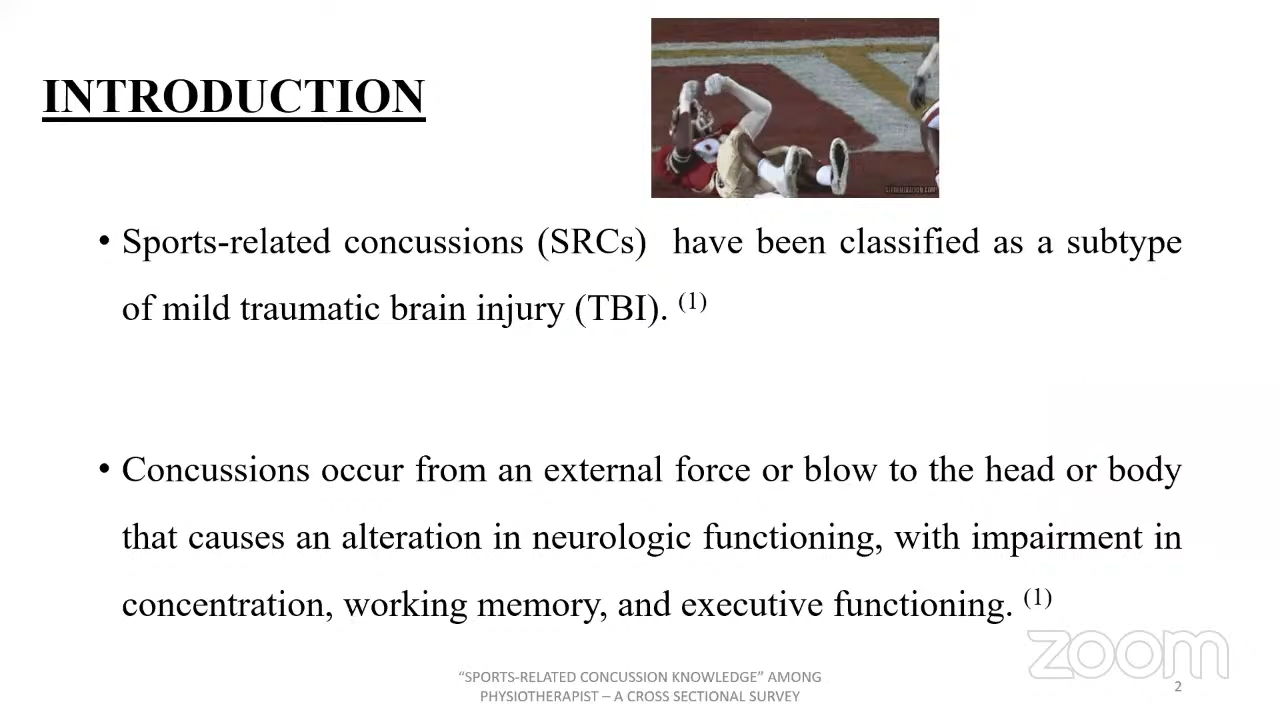 INTRODUCTION
• Sports-related concussions (SRCs) have been classified as a subtype
of mild traumatic brain injury (TBI). (1)
• Concussions occur from an external force or blow to the head or body
that causes an alteration in neurologic functioning, with impairment in
concentration, working memory, and executive functioning. (1)
zoom
“SPORTS-RELATED CONCUSSION KNOWLEDGE” AMONG
PHYSIOTHERAPIST – A CROSS SECTIONAL SURVEY
2